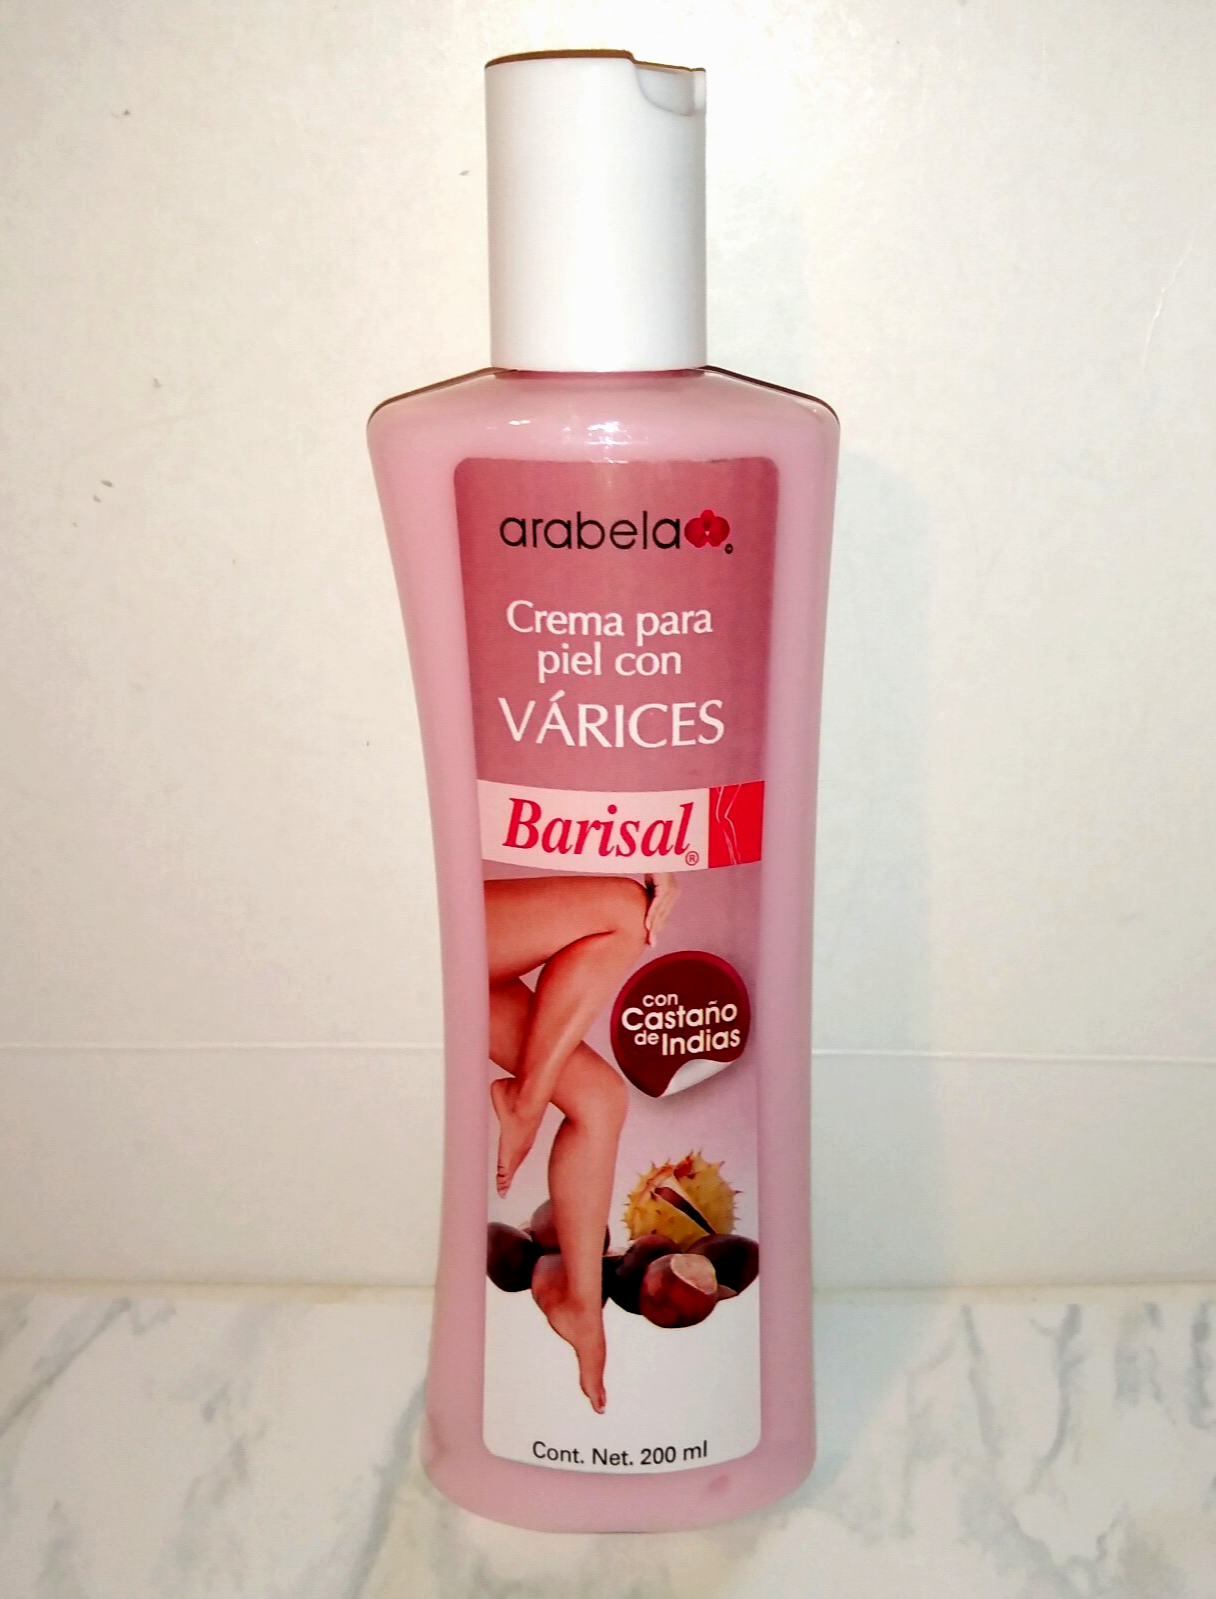 arabela
Crema para
piel con
VÁRICES
Barisal®
con
Castaño
de Indias
Cont. Net. 200 ml